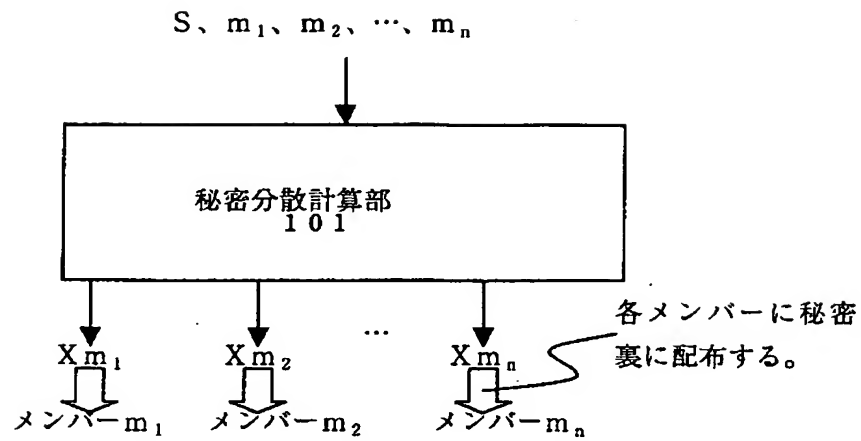 S、m₁、m₂、…、mₙ
秘密分散計算部
１０１
…
各メンバーに秘密
裏に配布する。
Xm₁ Xm₂ Xmₙ
メンバーm₁ メンバーm₂ メンバーmₙ